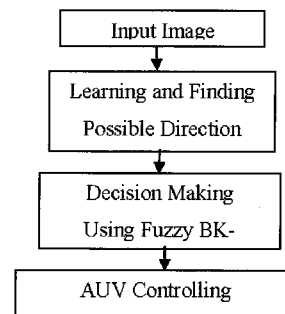 Input Image
Learning and Finding
Possible Direction
Decision Making
Using Fuzzy BK-
AUV Controlling